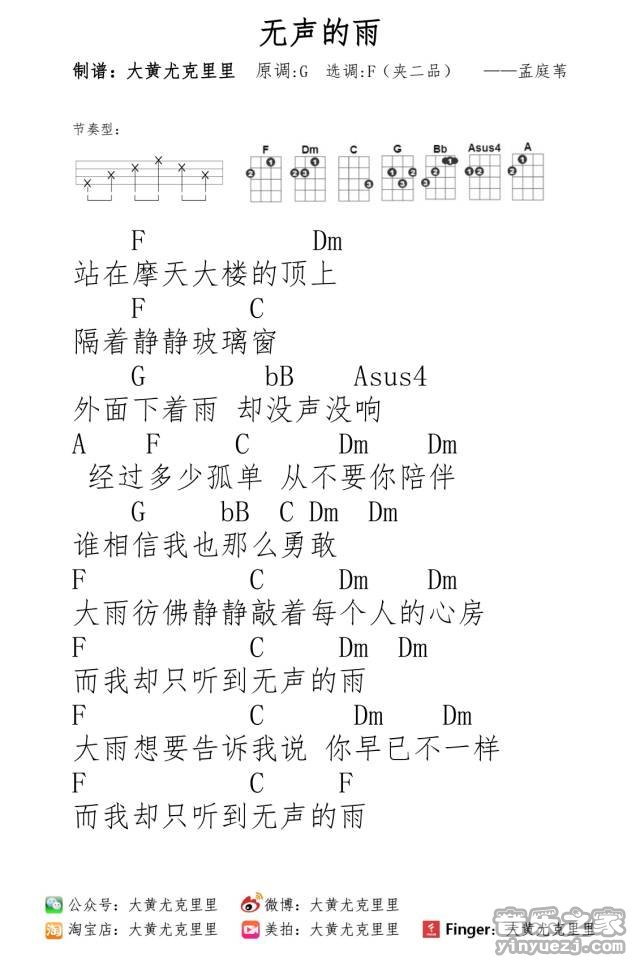 无声的雨
制谱：大黄尤克里里 原调:G 选调:F（夹二品） ——孟庭苇
节奏型：
F Dm C G Bb Asus4 A
F Dm
站在摩天大楼的顶上
F C
隔着静静玻璃窗
G bB Asus4
外面下着雨 却没声没响
A F C Dm Dm
经过多少孤单 从不要你陪伴
G bB C Dm Dm
谁相信我也那么勇敢
F C Dm Dm
大雨彷佛静静敲着每个人的心房
F C Dm Dm
而我却只听到无声的雨
F C Dm Dm
大雨想要告诉我说 你早已不一样
F C F
而我却只听到无声的雨
公众号：大黄尤克里里 微博：大黄尤克里里
淘宝店：大黄尤克里里 美拍：大黄尤克里里 Finger：大黄尤克里里
音乐之家
yinyuezj.com